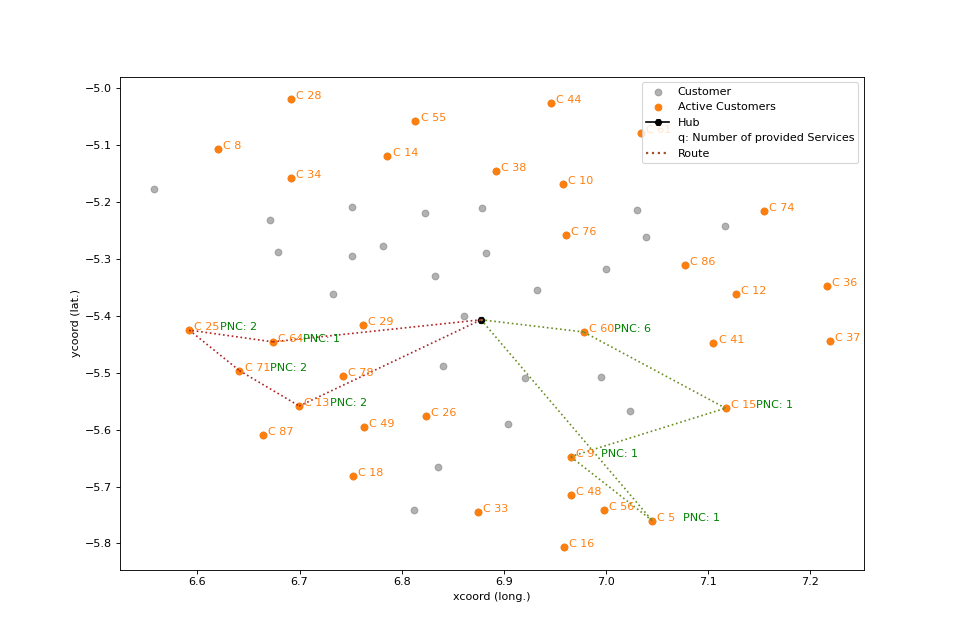 Customer
Active Customers
Hub
q: Number of provided Services
Route
C 28
C 44
C 55
C 8
C 14
C 34
C 38
C 10
C 74
C 76
C 86
C 36
C 12
C 25 PNC: 2
C 29
C 60 PNC: 6
C 64 PNC: 1
C 41
C 37
C 71 PNC: 2
C 78
C 13 PNC: 2
C 15 PNC: 1
C 26
C 49
C 87
C 9 PNC: 1
C 18
C 48
C 33
C 56
C 5 PNC: 1
C 16
−5.0
−5.1
−5.2
−5.3
−5.4
−5.5
−5.6
−5.7
−5.8
ycoord (lat.)
6.6 6.7 6.8 6.9 7.0 7.1 7.2
xcoord (long.)